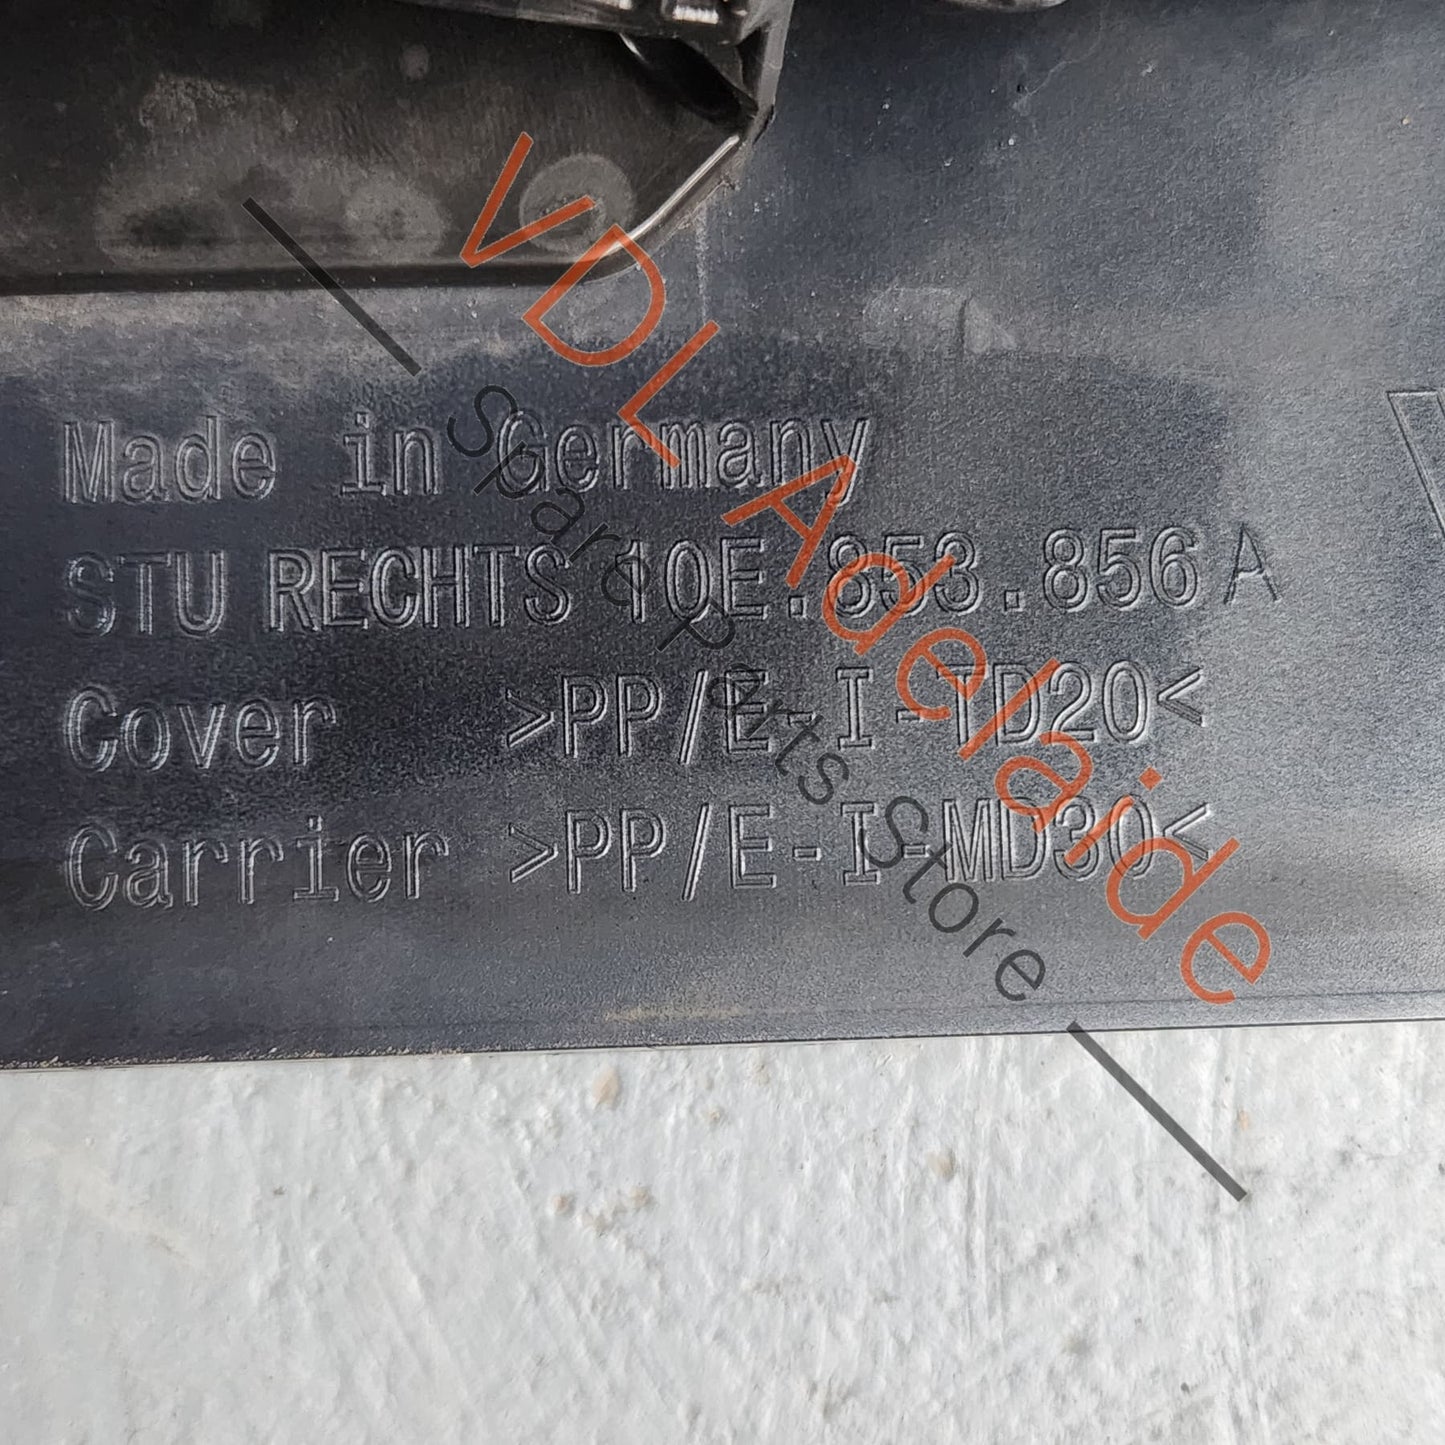 Made in Germany
STU RECHTS 10E.853.856 A
Cover >PP/E-I-TD20<
Carrier >PP/E-I-MD30<
VDL Adelaide
Spare Parts Store